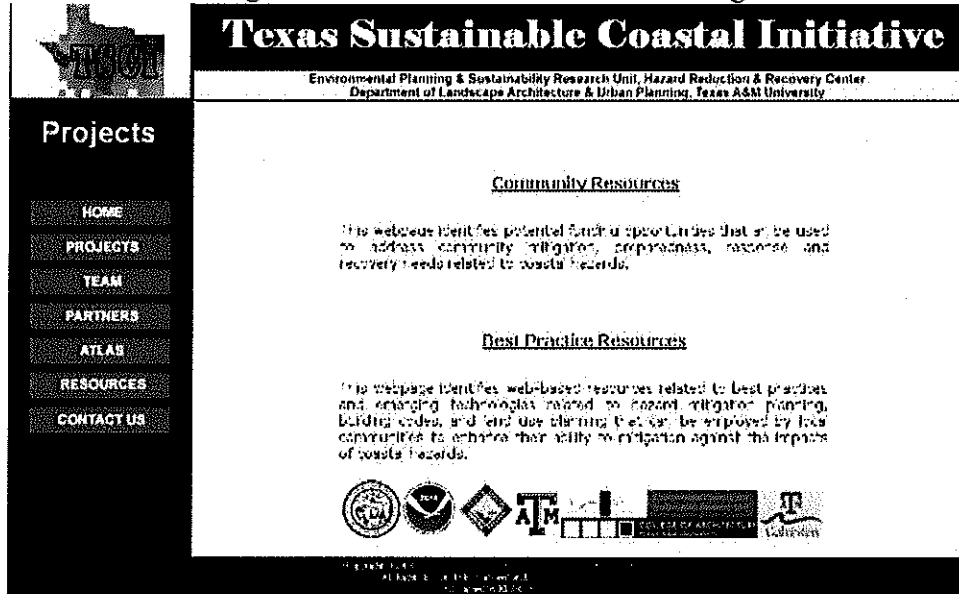 Texas Sustainable Coastal Initiative
Environmental Planning & Sustainability Research Unit, Hazard Reduction & Recovery Center
Department of Landscape Architecture & Urban Planning, Texas A&M University
Projects
HOME
PROJECTS
TEAM
PARTNERS
ATLAS
RESOURCES
CONTACT US
Community Resources
This webpage identifies potential funding opportunities that can be used
to address community mitigation, preparedness, response and
recovery needs related to coastal hazards.
Best Practice Resources
This webpage identifies web-based resources related to best practices
and emerging technologies related to hazard mitigation planning,
building codes, and land use planning that can be employed by local
communities to enhance their ability to mitigation against the impacts
of coastal hazards.
A T M
COLLEGE OF ARCHITECTURE